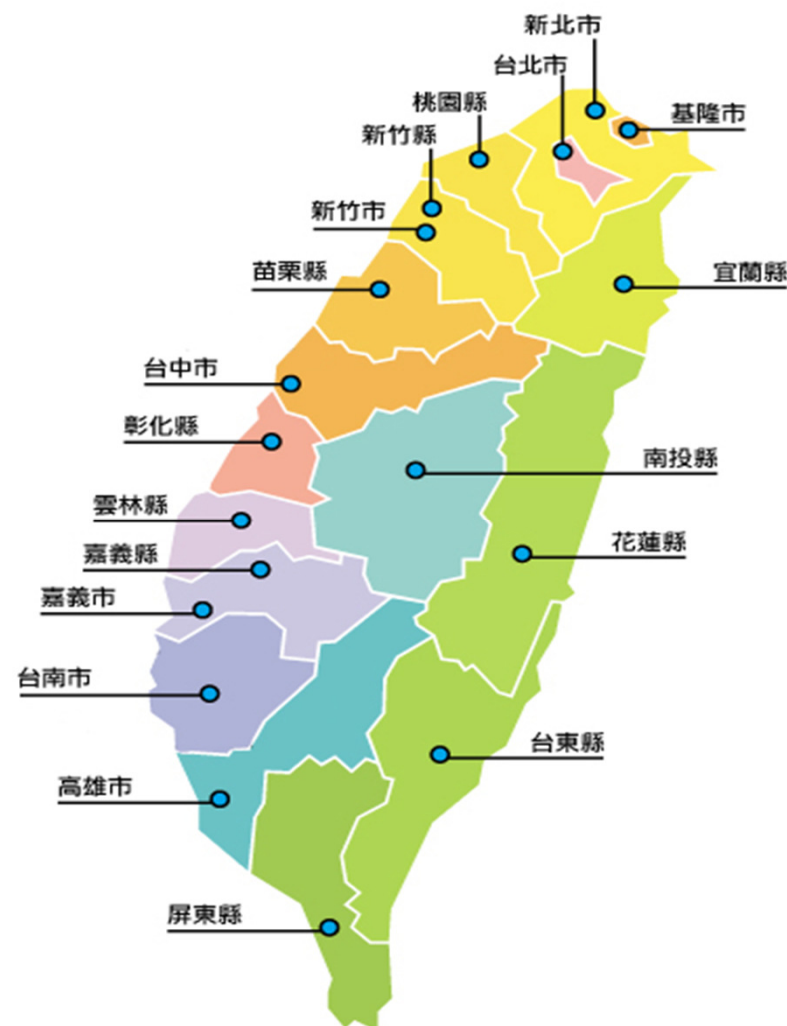 新北市
台北市
桃園縣
基隆市
新竹縣
新竹市
苗栗縣
宜蘭縣
台中市
彰化縣
南投縣
雲林縣
花蓮縣
嘉義縣
嘉義市
台南市
台東縣
高雄市
屏東縣